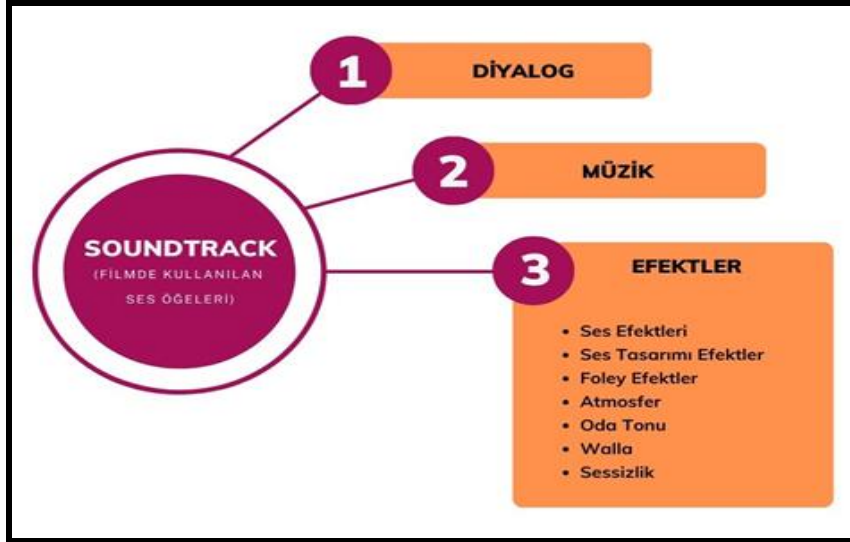 1
DİYALOG
2
MÜZİK
SOUNDTRACK
(FİLMDE KULLANILAN
SES ÖĞELERİ)
3
EFEKTLER
• Ses Efektleri
• Ses Tasarımı Efektler
• Foley Efektler
• Atmosfer
• Oda Tonu
• Walla
• Sessizlik